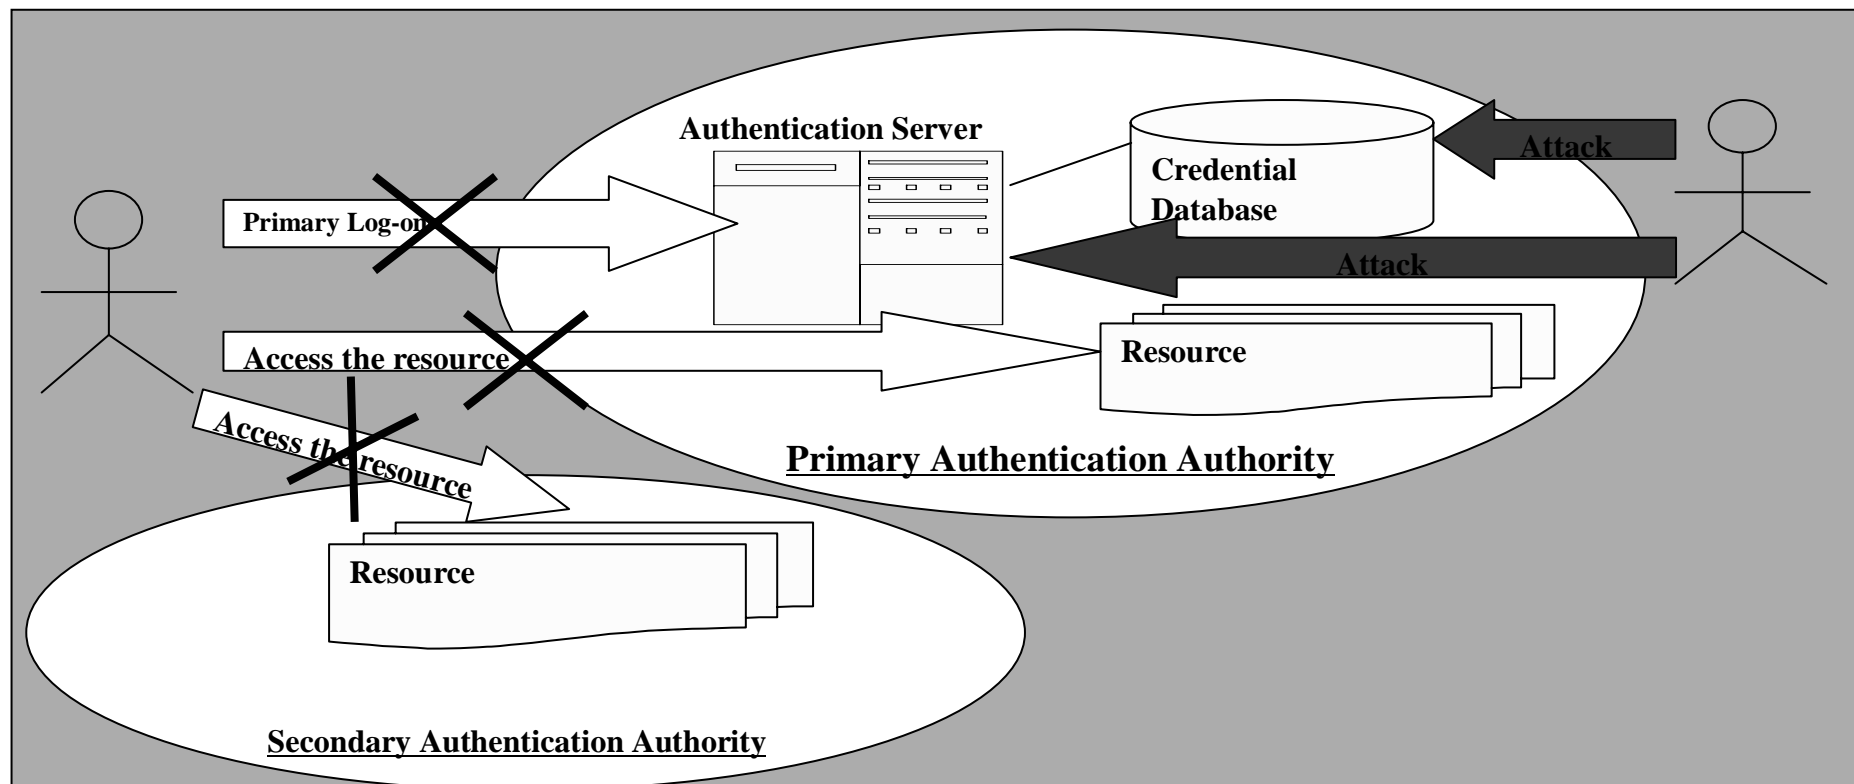 Authentication Server
Attack
Credential
Database
Primary Log-on
Attack
Access the resource
Resource
Access the resource
Primary Authentication Authority
Resource
Secondary Authentication Authority